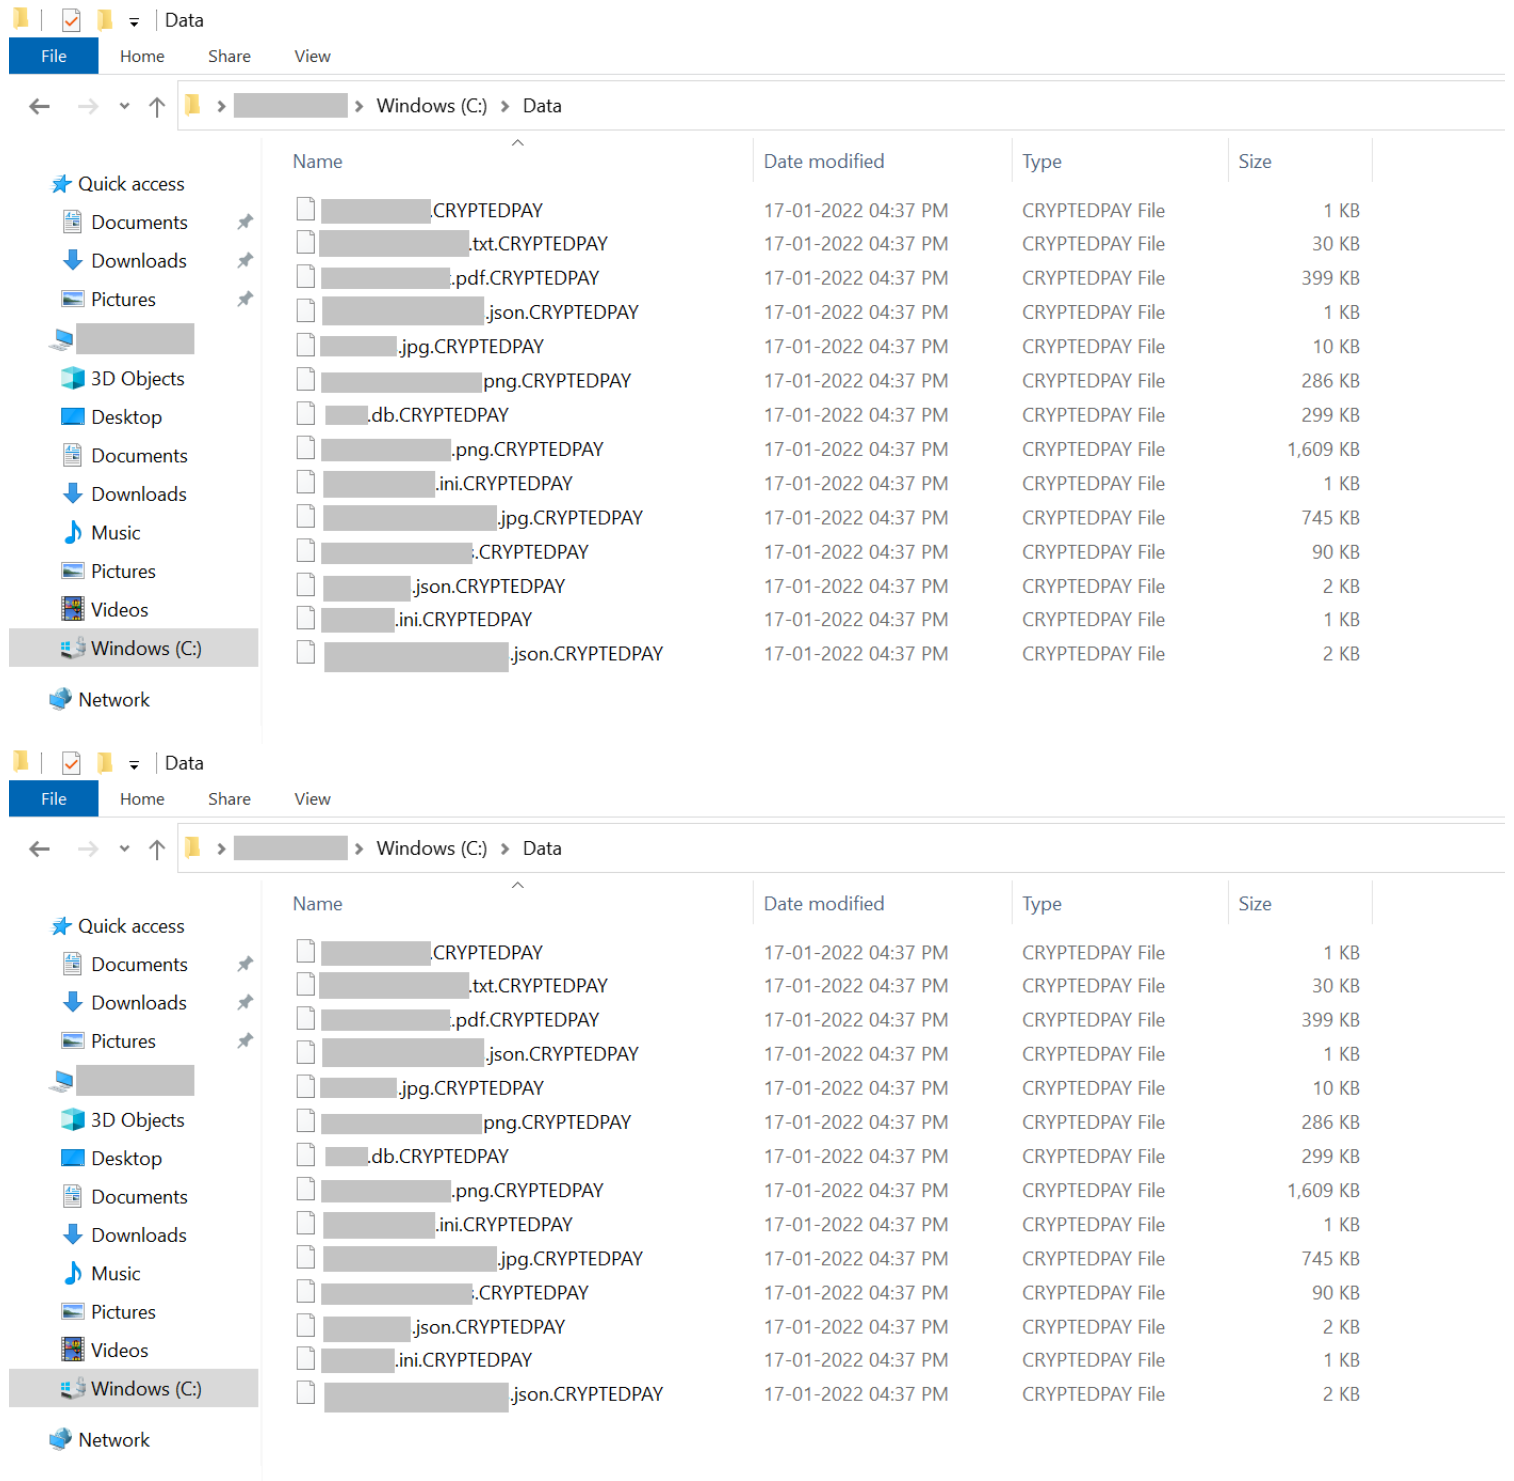 Data
File Home Share View
Windows (C:) Data
Name Date modified Type Size
Quick access
Documents
Downloads
Pictures
3D Objects
Desktop
Documents
Downloads
Music
Pictures
Videos
Windows (C:)
Network
.CRYPTEDPAY 17-01-2022 04:37 PM CRYPTEDPAY File 1 KB
.txt.CRYPTEDPAY 17-01-2022 04:37 PM CRYPTEDPAY File 30 KB
.pdf.CRYPTEDPAY 17-01-2022 04:37 PM CRYPTEDPAY File 399 KB
.json.CRYPTEDPAY 17-01-2022 04:37 PM CRYPTEDPAY File 1 KB
.jpg.CRYPTEDPAY 17-01-2022 04:37 PM CRYPTEDPAY File 10 KB
png.CRYPTEDPAY 17-01-2022 04:37 PM CRYPTEDPAY File 286 KB
.db.CRYPTEDPAY 17-01-2022 04:37 PM CRYPTEDPAY File 299 KB
.png.CRYPTEDPAY 17-01-2022 04:37 PM CRYPTEDPAY File 1,609 KB
.ini.CRYPTEDPAY 17-01-2022 04:37 PM CRYPTEDPAY File 1 KB
.jpg.CRYPTEDPAY 17-01-2022 04:37 PM CRYPTEDPAY File 745 KB
.CRYPTEDPAY 17-01-2022 04:37 PM CRYPTEDPAY File 90 KB
.json.CRYPTEDPAY 17-01-2022 04:37 PM CRYPTEDPAY File 2 KB
.ini.CRYPTEDPAY 17-01-2022 04:37 PM CRYPTEDPAY File 1 KB
.json.CRYPTEDPAY 17-01-2022 04:37 PM CRYPTEDPAY File 2 KB
Data
File Home Share View
Windows (C:) Data
Name Date modified Type Size
Quick access
Documents
Downloads
Pictures
3D Objects
Desktop
Documents
Downloads
Music
Pictures
Videos
Windows (C:)
Network
.CRYPTEDPAY 17-01-2022 04:37 PM CRYPTEDPAY File 1 KB
.txt.CRYPTEDPAY 17-01-2022 04:37 PM CRYPTEDPAY File 30 KB
.pdf.CRYPTEDPAY 17-01-2022 04:37 PM CRYPTEDPAY File 399 KB
.json.CRYPTEDPAY 17-01-2022 04:37 PM CRYPTEDPAY File 1 KB
.jpg.CRYPTEDPAY 17-01-2022 04:37 PM CRYPTEDPAY File 10 KB
png.CRYPTEDPAY 17-01-2022 04:37 PM CRYPTEDPAY File 286 KB
.db.CRYPTEDPAY 17-01-2022 04:37 PM CRYPTEDPAY File 299 KB
.png.CRYPTEDPAY 17-01-2022 04:37 PM CRYPTEDPAY File 1,609 KB
.ini.CRYPTEDPAY 17-01-2022 04:37 PM CRYPTEDPAY File 1 KB
.jpg.CRYPTEDPAY 17-01-2022 04:37 PM CRYPTEDPAY File 745 KB
.CRYPTEDPAY 17-01-2022 04:37 PM CRYPTEDPAY File 90 KB
.json.CRYPTEDPAY 17-01-2022 04:37 PM CRYPTEDPAY File 2 KB
.ini.CRYPTEDPAY 17-01-2022 04:37 PM CRYPTEDPAY File 1 KB
.json.CRYPTEDPAY 17-01-2022 04:37 PM CRYPTEDPAY File 2 KB